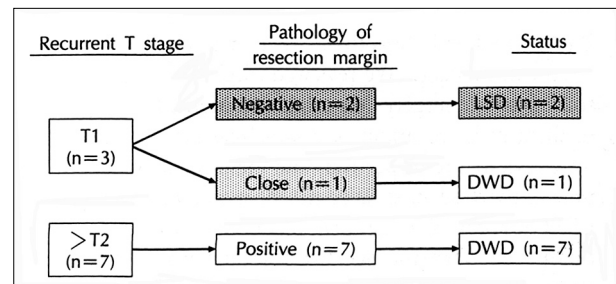 Recurrent T stage
Pathology of
resection margin
Status
T1
(n=3)
Negative (n=2)
LSD (n=2)
Close (n=1)
DWD (n=1)
>T2
(n=7)
Positive (n=7)
DWD (n=7)